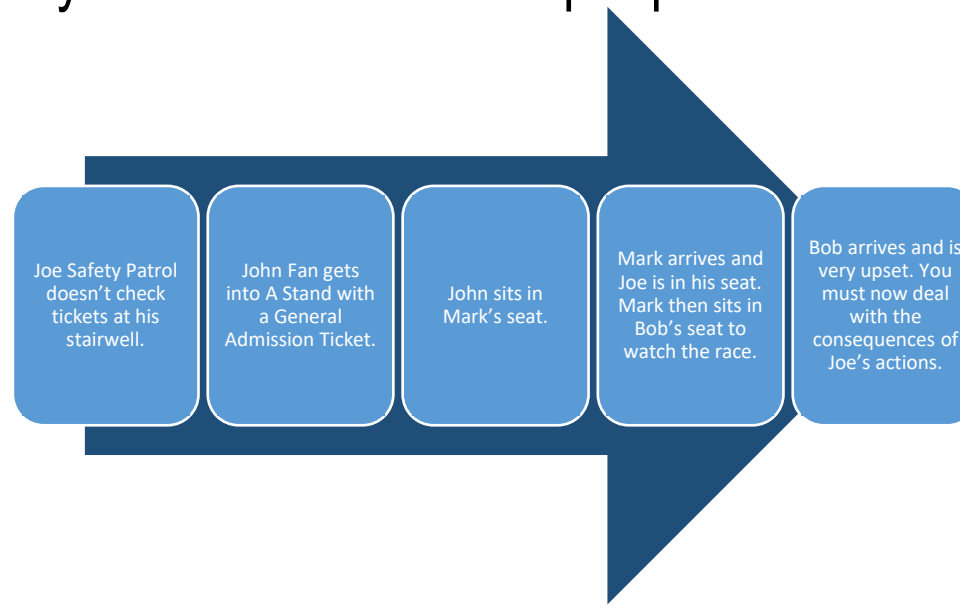 Joe Safety Patrol
doesn’t check
tickets at his
stairwell.
John Fan gets
into A Stand with
a General
Admission Ticket.
John sits in
Mark’s seat.
Mark arrives and
Joe is in his seat.
Mark then sits in
Bob’s seat to
watch the race.
Bob arrives and is
very upset. You
must now deal
with the
consequences of
Joe’s actions.